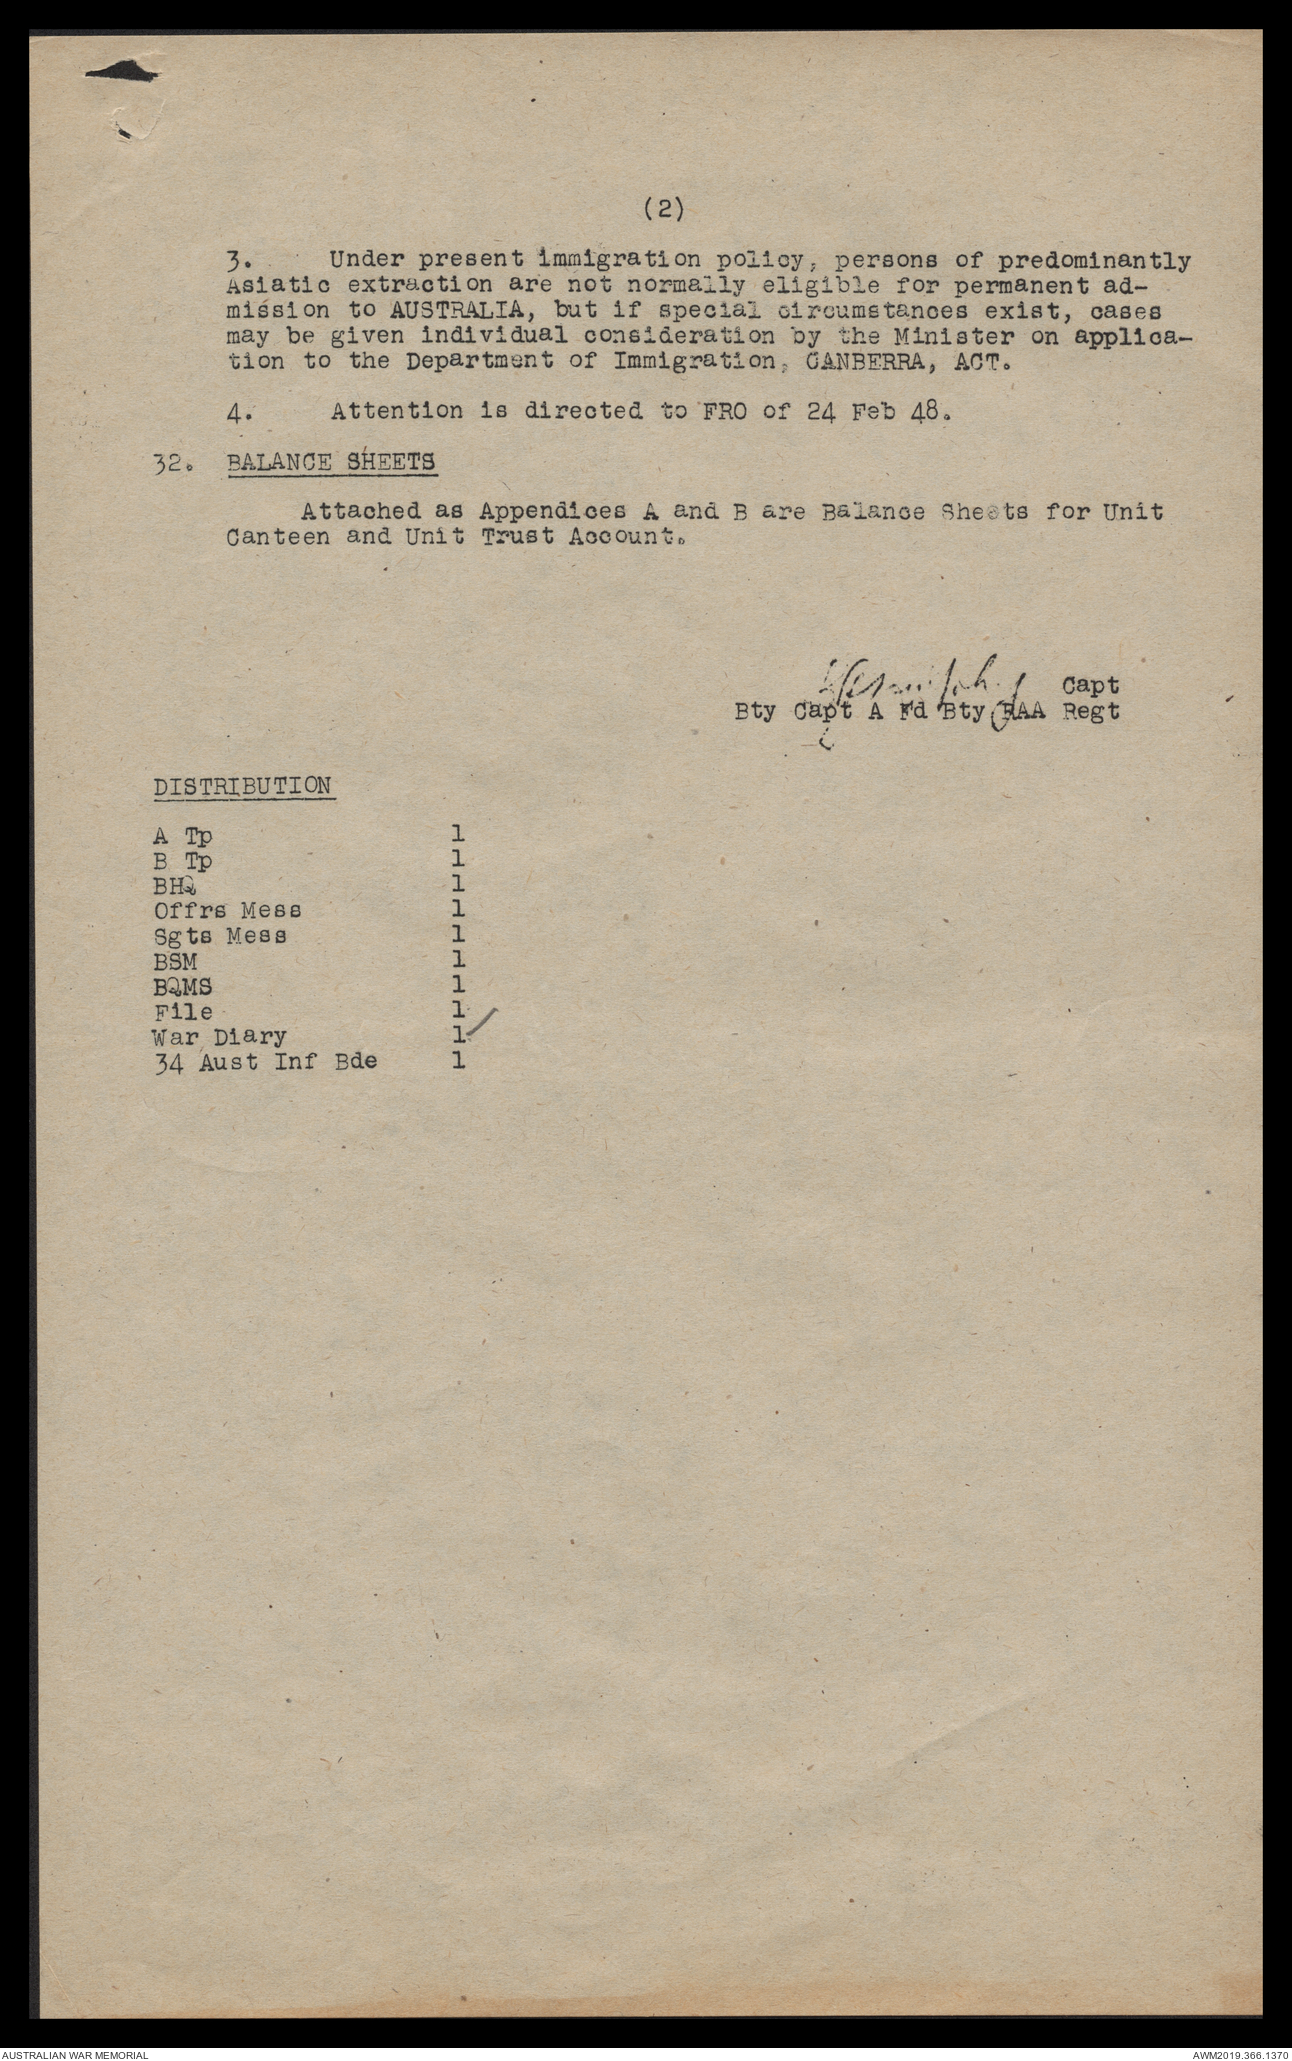 (2)
3. Under present immigration policy, persons of predominantly
Asiatic extraction are not normally eligible for permanent ad-
mission to AUSTRALIA, but if special circumstances exist, cases
may be given individual consideration by the Minister on applica-
tion to the Department of Immigration, CANBERRA, ACT.
4. Attention is directed to FRO of 24 Feb 48.
32. BALANCE SHEETS
Attached as Appendices A and B are Balance Sheets for Unit
Canteen and Unit Trust Account.
Capt
Bty Capt A Fd Bty RAA Regt
DISTRIBUTION
A Tp 1
B Tp 1
BHQ 1
Offrs Mess 1
Sgts Mess 1
BSM 1
BQMS 1
File 1
War Diary 1
34 Aust Inf Bde 1
AUSTRALIAN WAR MEMORIAL
AWM2019.366.1370